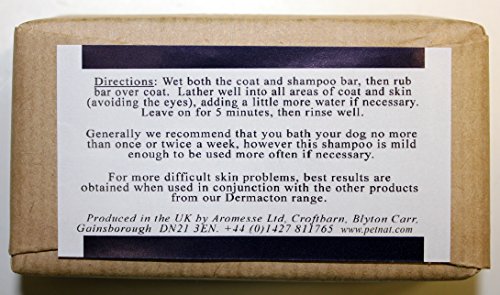 Directions: Wet both the coat and shampoo bar, then rub
bar over coat. Lather well into all areas of coat and skin
(avoiding the eyes), adding a little more water if necessary.
Leave on for 5 minutes, then rinse well.
Generally we recommend that you bath your dog no more
than once or twice a week, however this shampoo is mild
enough to be used more often if necessary.
For more difficult skin problems, best results are
obtained when used in conjunction with the other products
from our Dermacton range.
Produced in the UK by Aromesse Ltd, Croftbarn, Blyton Carr,
Gainsborough DN21 3EN. +44 (0)1427 811765 www.petnat.com